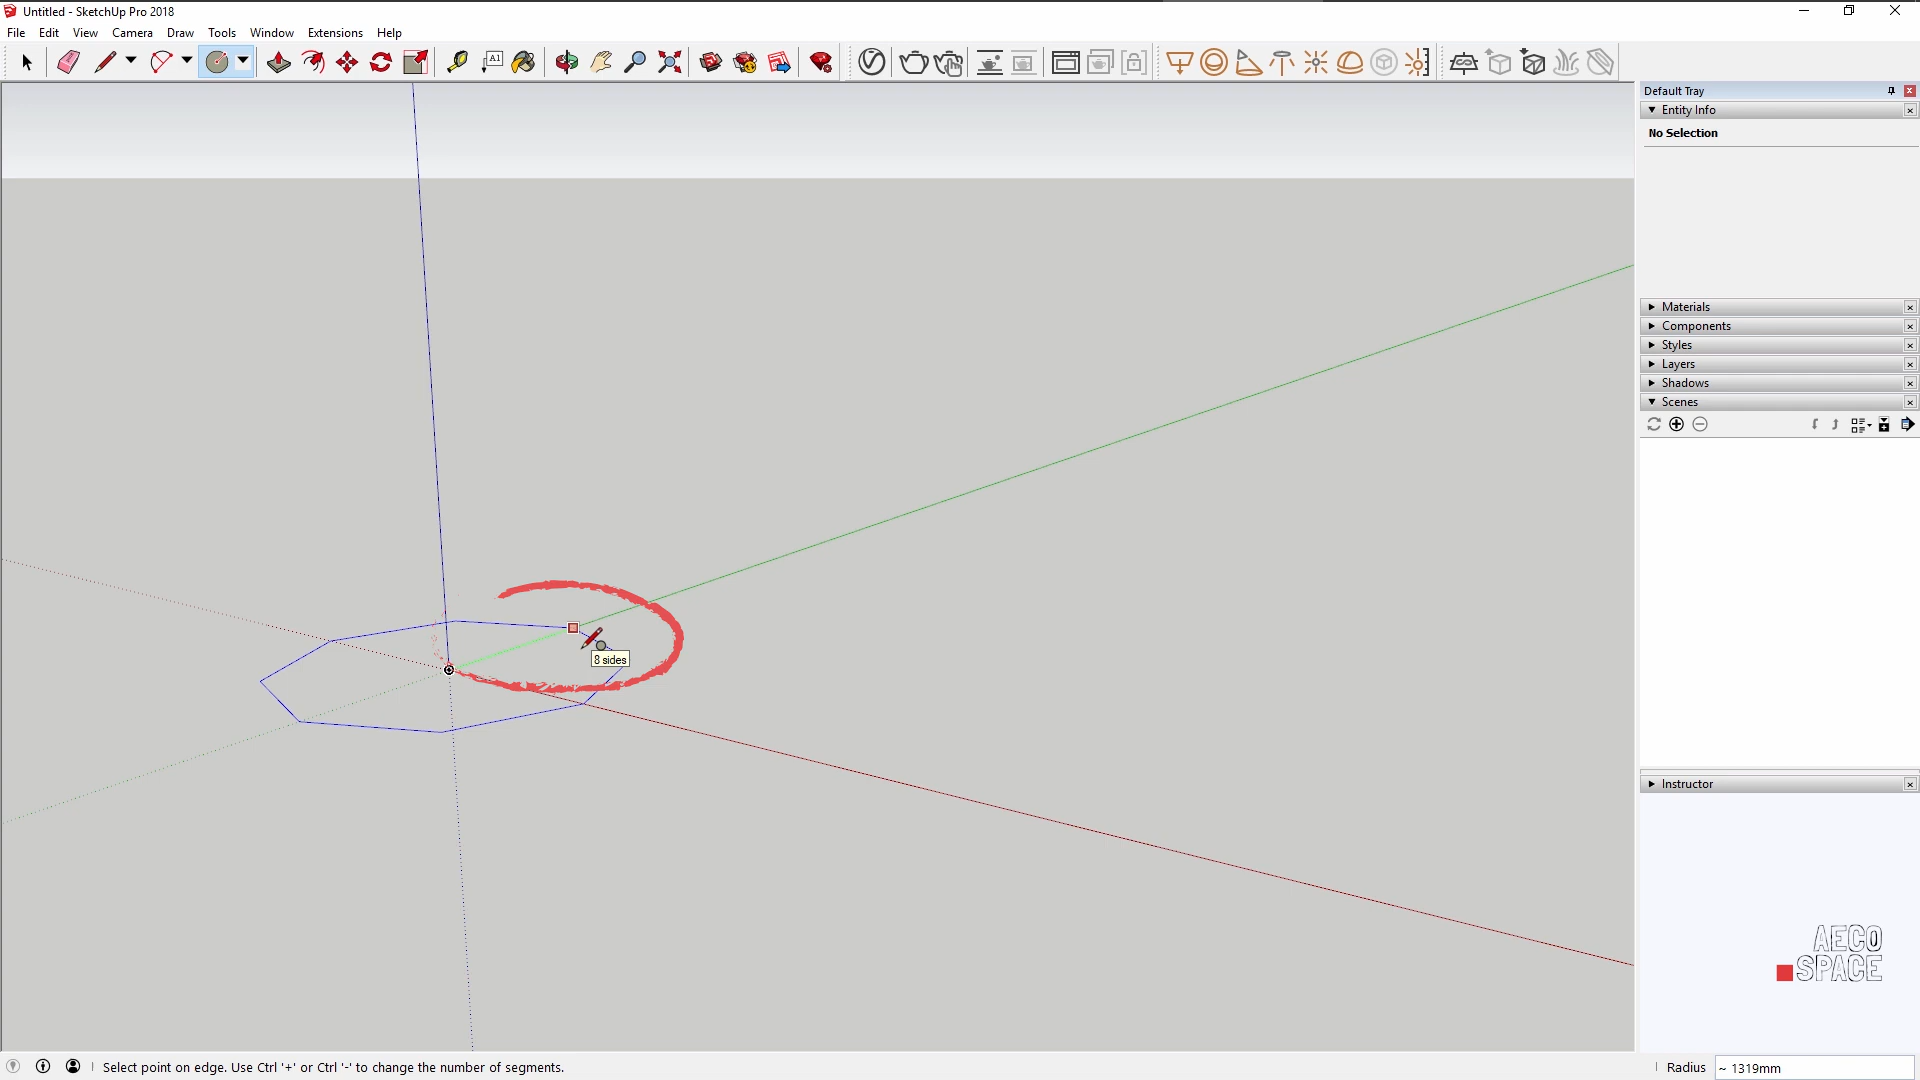 Untitled - SketchUp Pro 2018
File Edit View Camera Draw Tools Window Extensions Help
A1
Default Tray
Entity Info
No Selection
Materials
Components
Styles
Layers
Shadows
Scenes
8 sides
Instructor
AECO
SPACE
Select point on edge. Use Ctrl '+' or Ctrl '-' to change the number of segments.
Radius ~ 1319mm